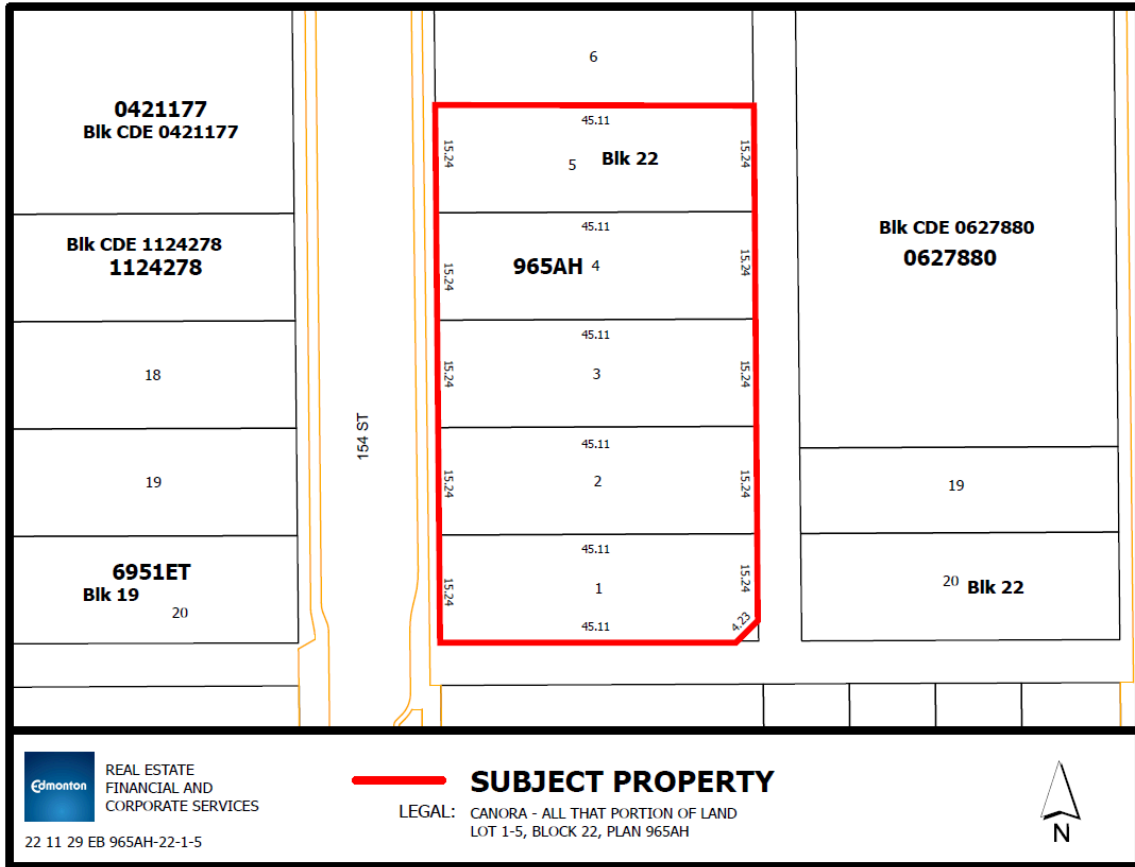 6
0421177
Blk CDE 0421177
45.11
15.24
5
Blk 22
15.24
Blk CDE 1124278
1124278
45.11
15.24
965AH
4
15.24
Blk CDE 0627880
0627880
18
45.11
15.24
3
15.24
154 ST
19
45.11
15.24
2
15.24
19
6951ET
Blk 19
20
45.11
15.24
1
15.24
45.11
4.23
20
Blk 22
Edmonton
REAL ESTATE
FINANCIAL AND
CORPORATE SERVICES
22 11 29 EB 965AH-22-1-5
SUBJECT PROPERTY
LEGAL: CANORA - ALL THAT PORTION OF LAND
LOT 1-5, BLOCK 22, PLAN 965AH
N